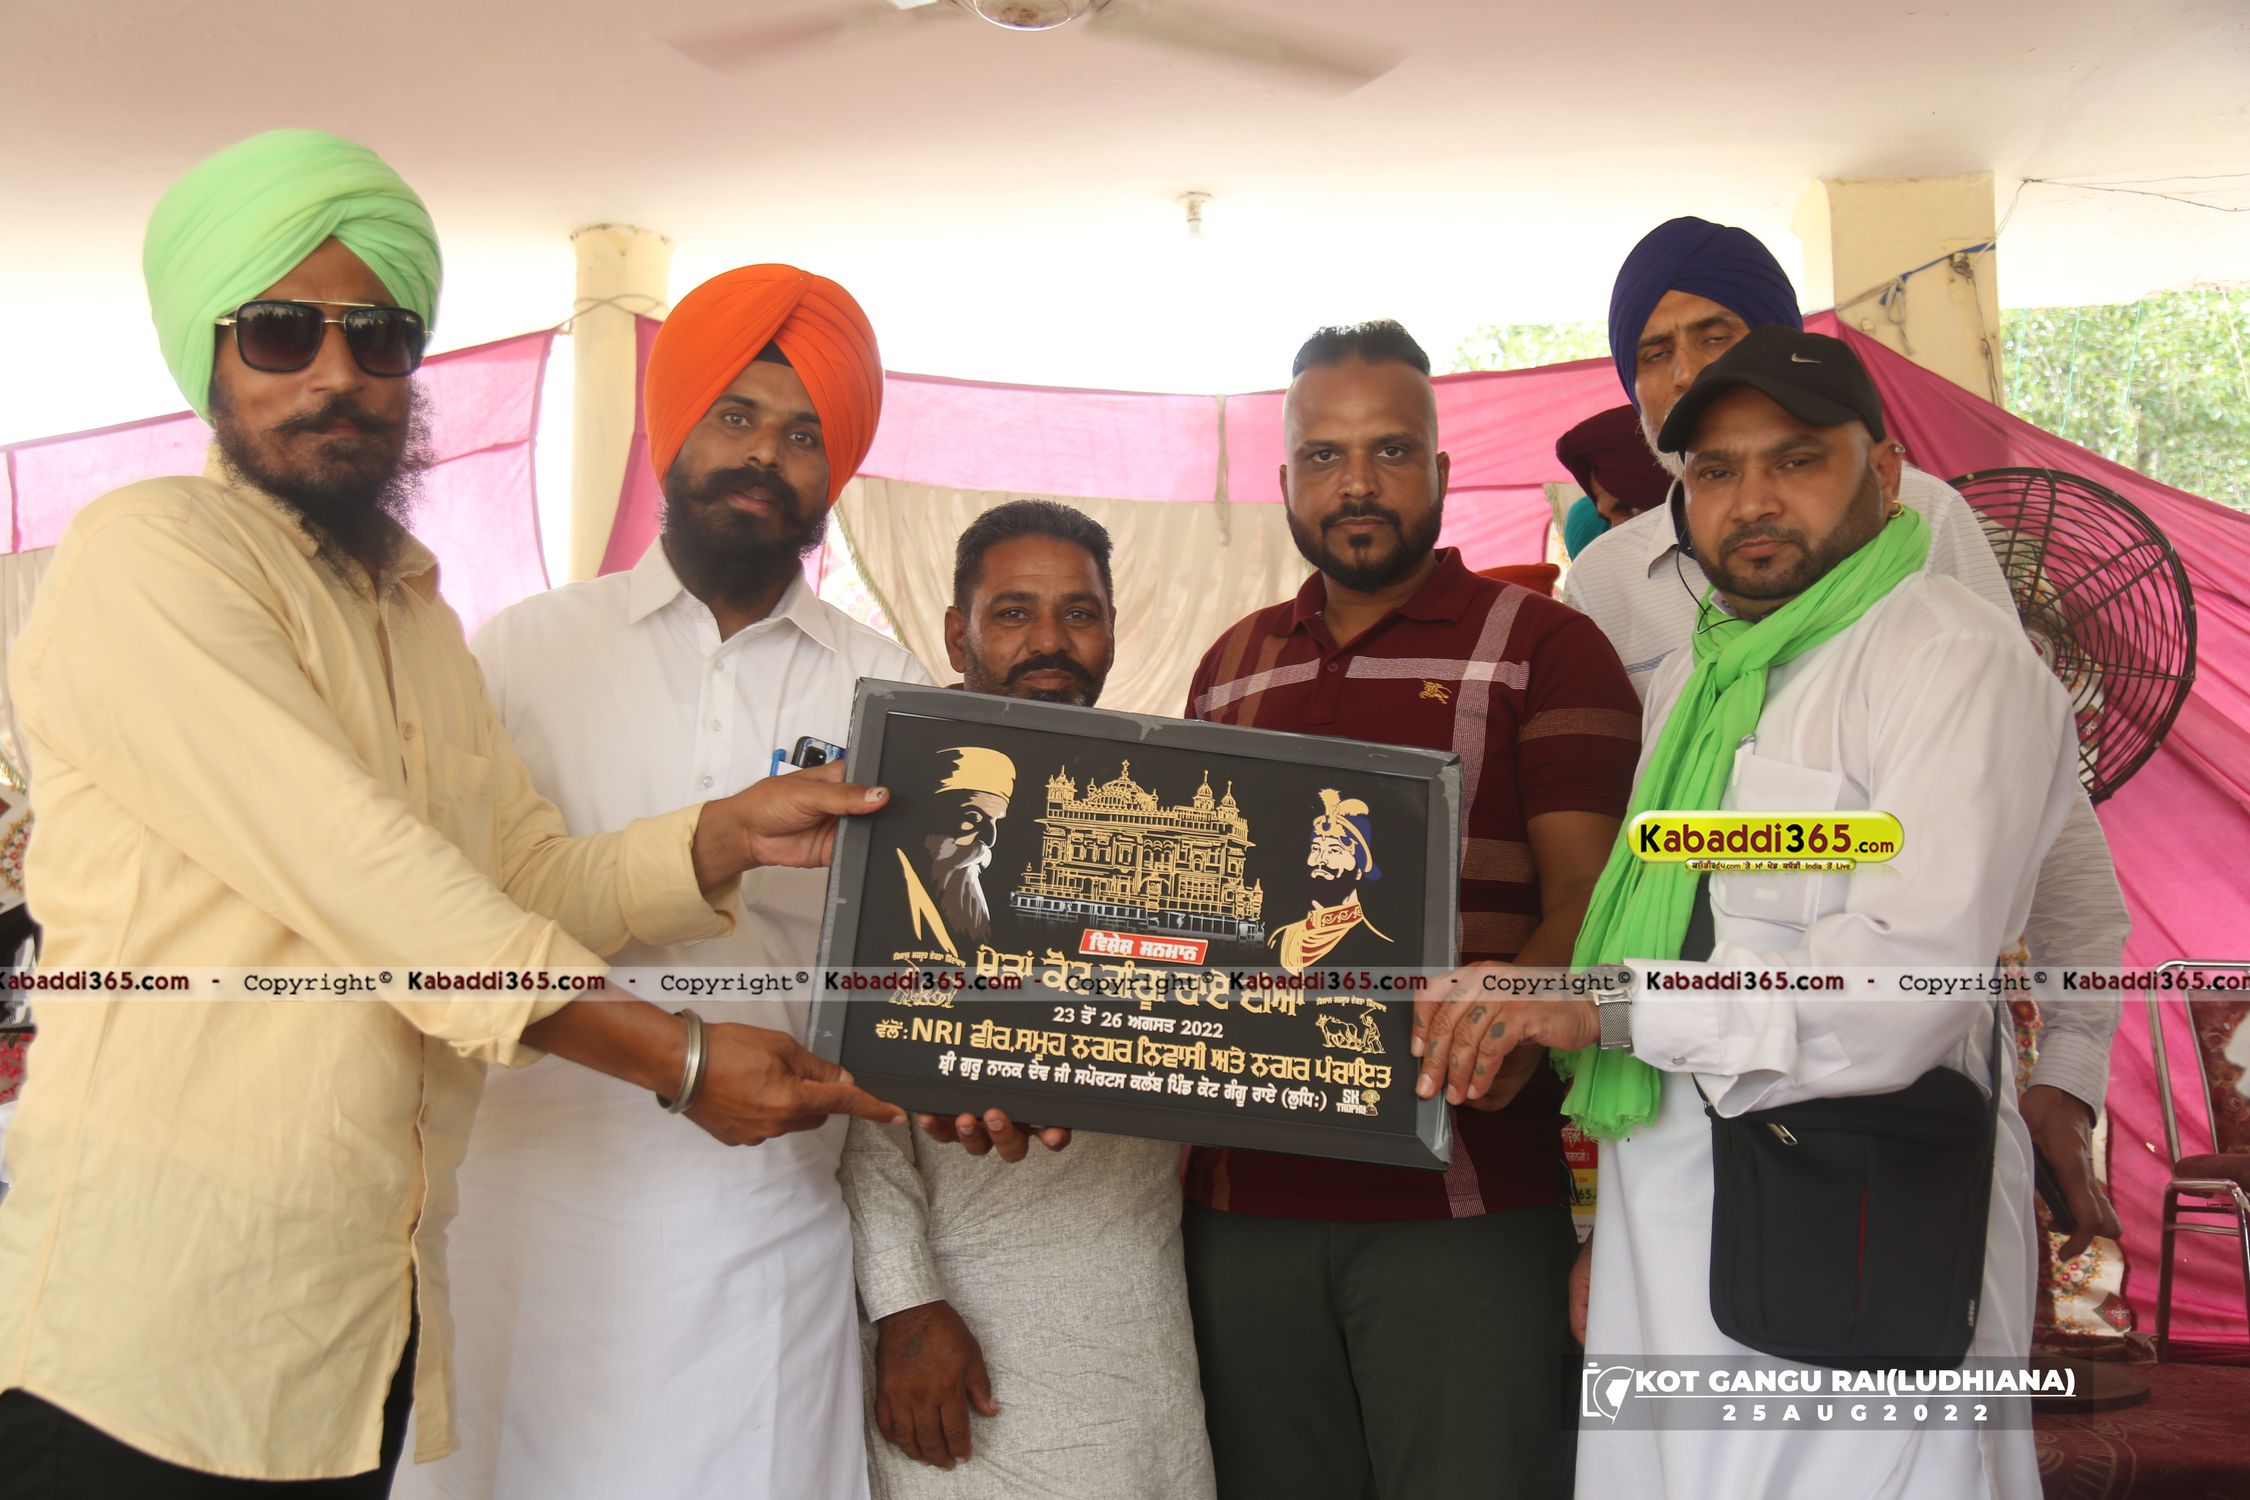 ਵਿਸ਼ੇਸ਼ ਸਨਮਾਨ
ਖੇਡਾਂ ਕੋਟ ਗੰਗੂ ਰਾਏ ਦੀਆਂ
23 ਤੋਂ 26 ਅਗਸਤ 2022
ਵੱਲੋਂ: NRI ਵੀਰ, ਸਮੂਹ ਨਗਰ ਨਿਵਾਸੀ ਅਤੇ ਨਗਰ ਪੰਚਾਇਤ
ਸ਼੍ਰੀ ਗੁਰੂ ਨਾਨਕ ਦੇਵ ਜੀ ਸਪੋਰਟਸ ਕਲੱਬ ਪਿੰਡ ਕੋਟ ਗੰਗੂ ਰਾਏ (ਲੁਧਿ:)
SK
TROPHY
Kabaddi365.com
Kabaddi365.com - Copyright© Kabaddi365.com - Copyright© Kabaddi365.com - Copyright© Kabaddi365.com - Copyright© Kabaddi365.com - Copyright© Kabaddi365.com
KOT GANGU RAI(LUDHIANA)
25AUG2022